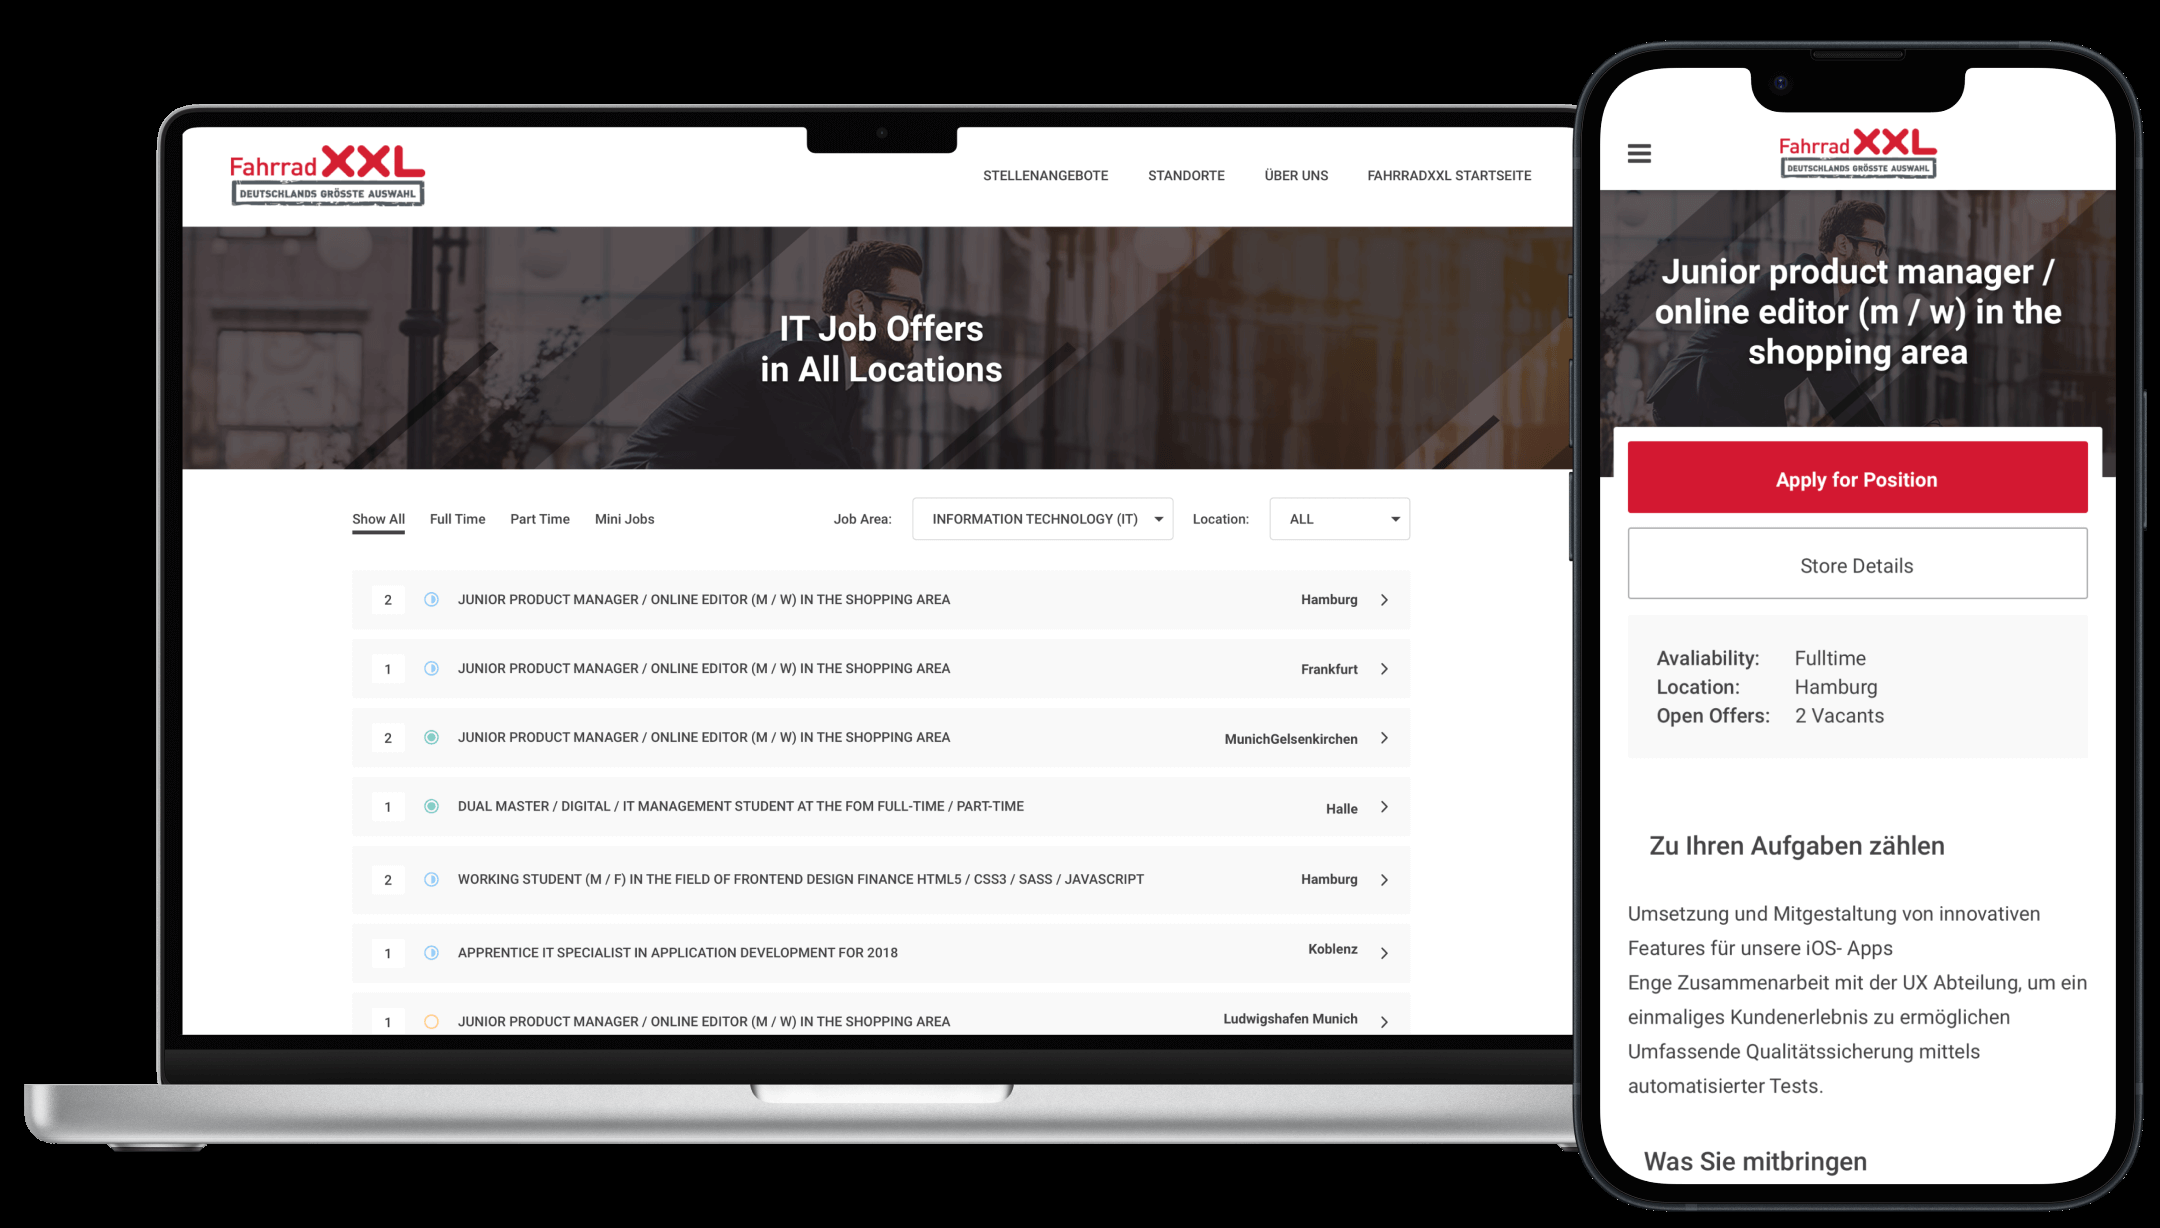 Fahrrad XXL
DEUTSCHLANDS GRÖSSTE AUSWAHL
STELLENANGEBOTE STANDORTE ÜBER UNS FAHRRADXXL STARTSEITE
IT Job Offers
in All Locations
Show All Full Time Part Time Mini Jobs Job Area: INFORMATION TECHNOLOGY (IT) Location: ALL
2 JUNIOR PRODUCT MANAGER / ONLINE EDITOR (M / W) IN THE SHOPPING AREA Hamburg
1 JUNIOR PRODUCT MANAGER / ONLINE EDITOR (M / W) IN THE SHOPPING AREA Frankfurt
2 JUNIOR PRODUCT MANAGER / ONLINE EDITOR (M / W) IN THE SHOPPING AREA MunichGelsenkirchen
1 DUAL MASTER / DIGITAL / IT MANAGEMENT STUDENT AT THE FOM FULL-TIME / PART-TIME Halle
2 WORKING STUDENT (M / F) IN THE FIELD OF FRONTEND DESIGN FINANCE HTML5 / CSS3 / SASS / JAVASCRIPT Hamburg
1 APPRENTICE IT SPECIALIST IN APPLICATION DEVELOPMENT FOR 2018 Koblenz
1 JUNIOR PRODUCT MANAGER / ONLINE EDITOR (M / W) IN THE SHOPPING AREA Ludwigshafen Munich
Fahrrad XXL
DEUTSCHLANDS GRÖSSTE AUSWAHL
Junior product manager /
online editor (m / w) in the
shopping area
Apply for Position
Store Details
Avaliability: Fulltime
Location: Hamburg
Open Offers: 2 Vacants
Zu Ihren Aufgaben zählen
Umsetzung und Mitgestaltung von innovativen
Features für unsere iOS- Apps
Enge Zusammenarbeit mit der UX Abteilung, um ein
einmaliges Kundenerlebnis zu ermöglichen
Umfassende Qualitätssicherung mittels
automatisierter Tests.
Was Sie mitbringen